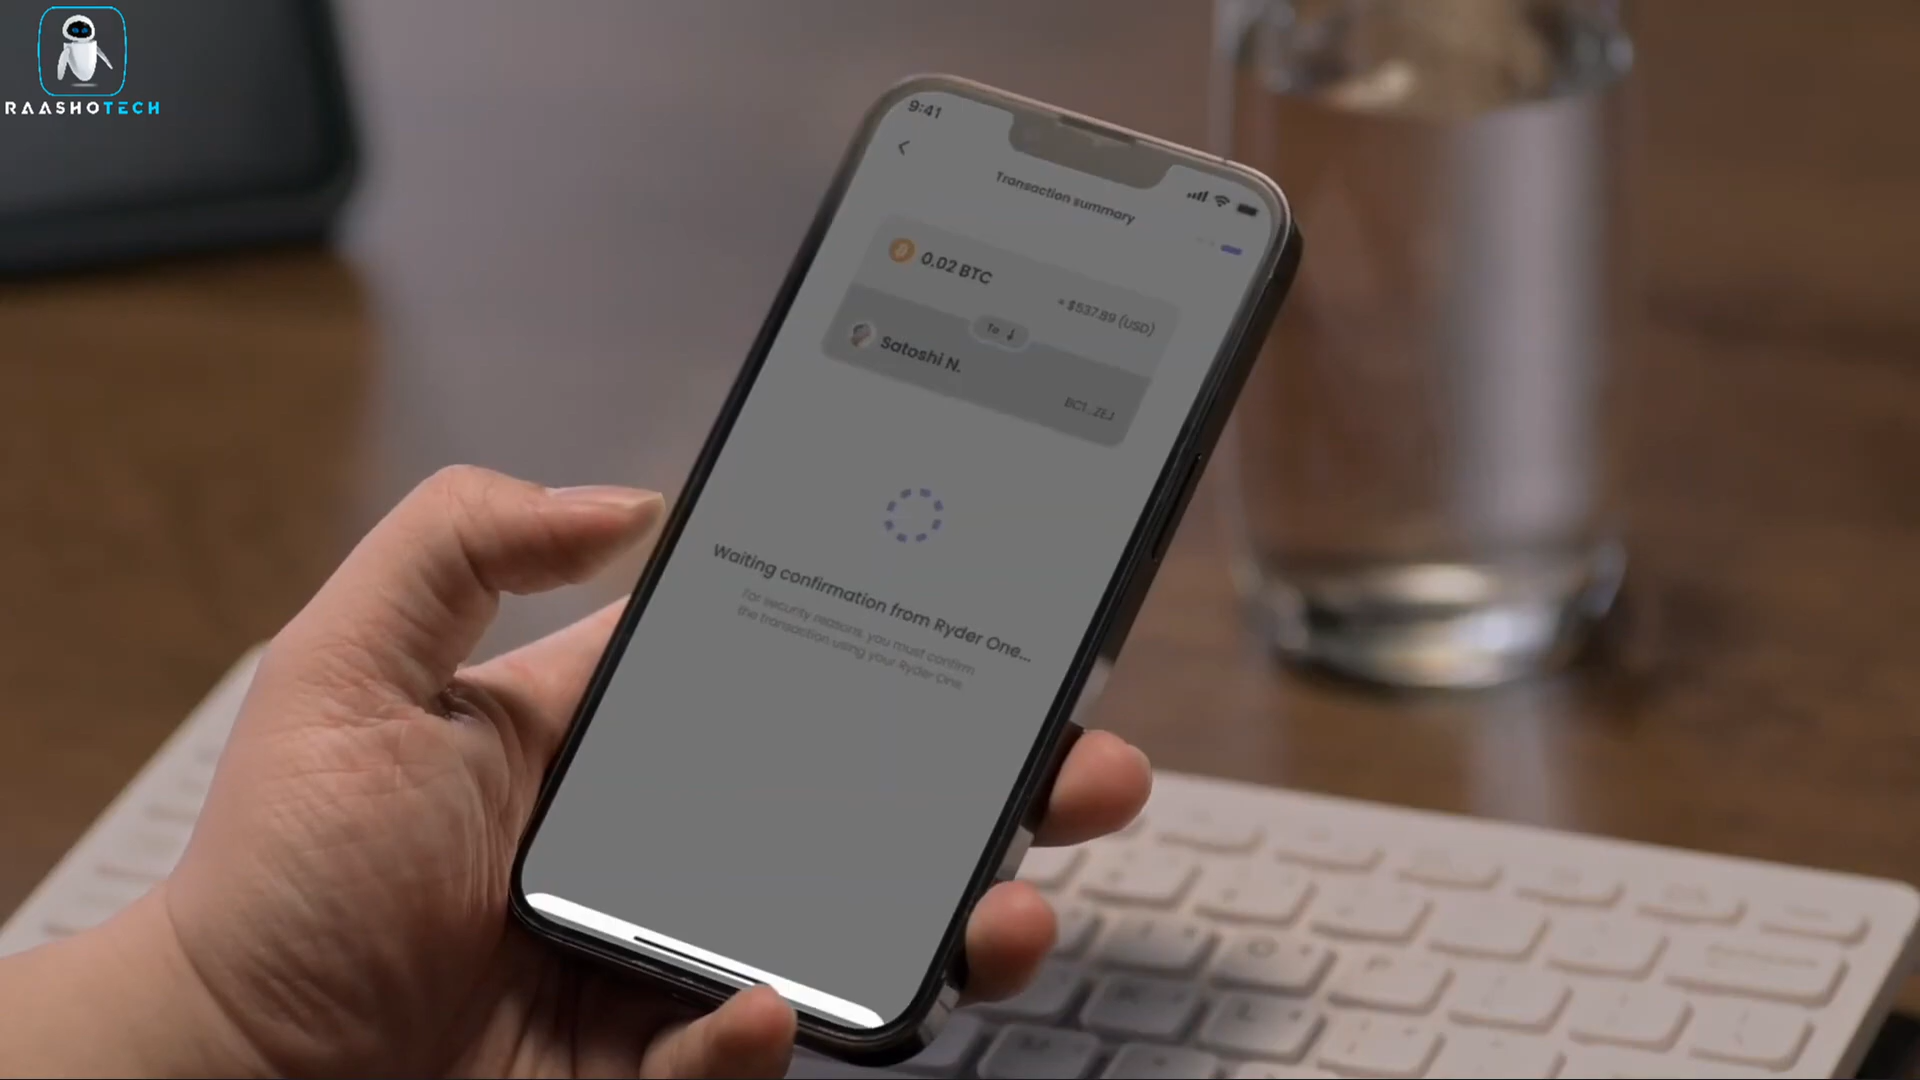 RAASHOTECH
9:41
Transaction summary
0.02 BTC
≈ $537.89 (USD)
To ↓
Satoshi N.
BC1...ZEJ
Waiting confirmation from Ryder One...
For security reasons, you must confirm
the transaction using your Ryder One.